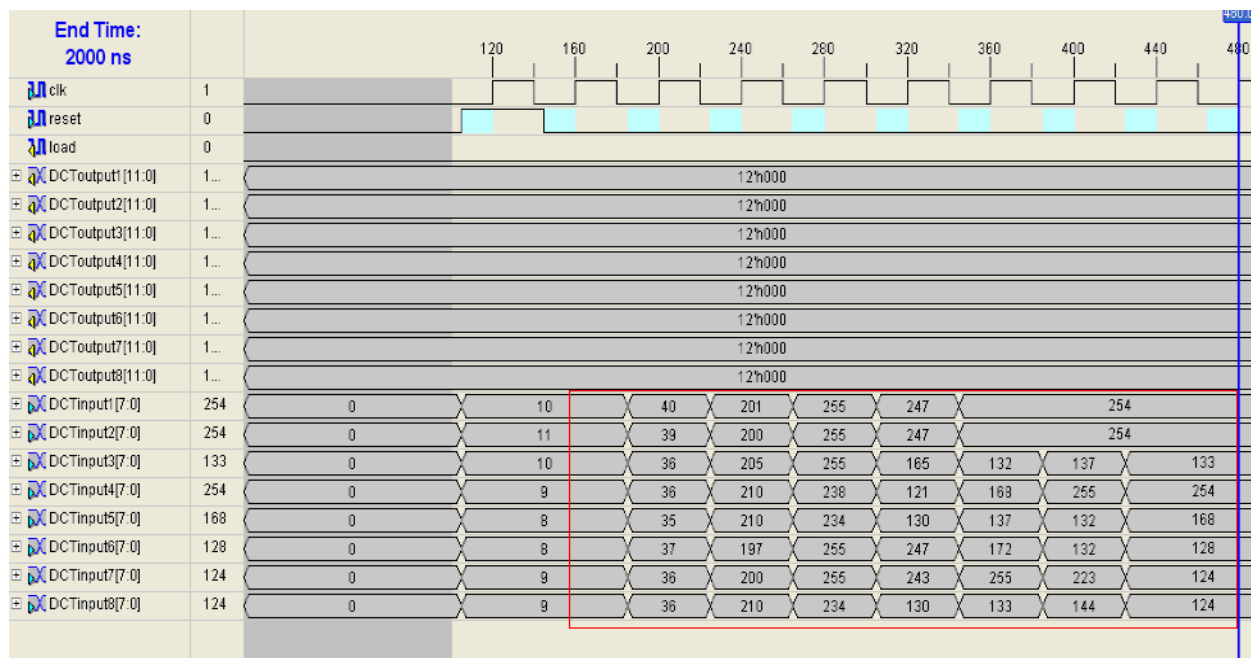 End Time:
2000 ns
120 160 200 240 280 320 360 400 440 480
clk 1
reset 0
load 0
DCToutput1[11:0] 1... 12'h000
DCToutput2[11:0] 1... 12'h000
DCToutput3[11:0] 1... 12'h000
DCToutput4[11:0] 1... 12'h000
DCToutput5[11:0] 1... 12'h000
DCToutput6[11:0] 1... 12'h000
DCToutput7[11:0] 1... 12'h000
DCToutput8[11:0] 1... 12'h000
DCTinput1[7:0] 254 0 10 40 201 255 247 254
DCTinput2[7:0] 254 0 11 39 200 255 247 254
DCTinput3[7:0] 133 0 10 36 205 255 165 132 137 133
DCTinput4[7:0] 254 0 9 36 210 238 121 168 255 254
DCTinput5[7:0] 168 0 8 35 210 234 130 137 132 168
DCTinput6[7:0] 128 0 8 37 197 255 247 172 132 128
DCTinput7[7:0] 124 0 9 36 200 255 243 255 223 124
DCTinput8[7:0] 124 0 9 36 210 234 130 133 144 124